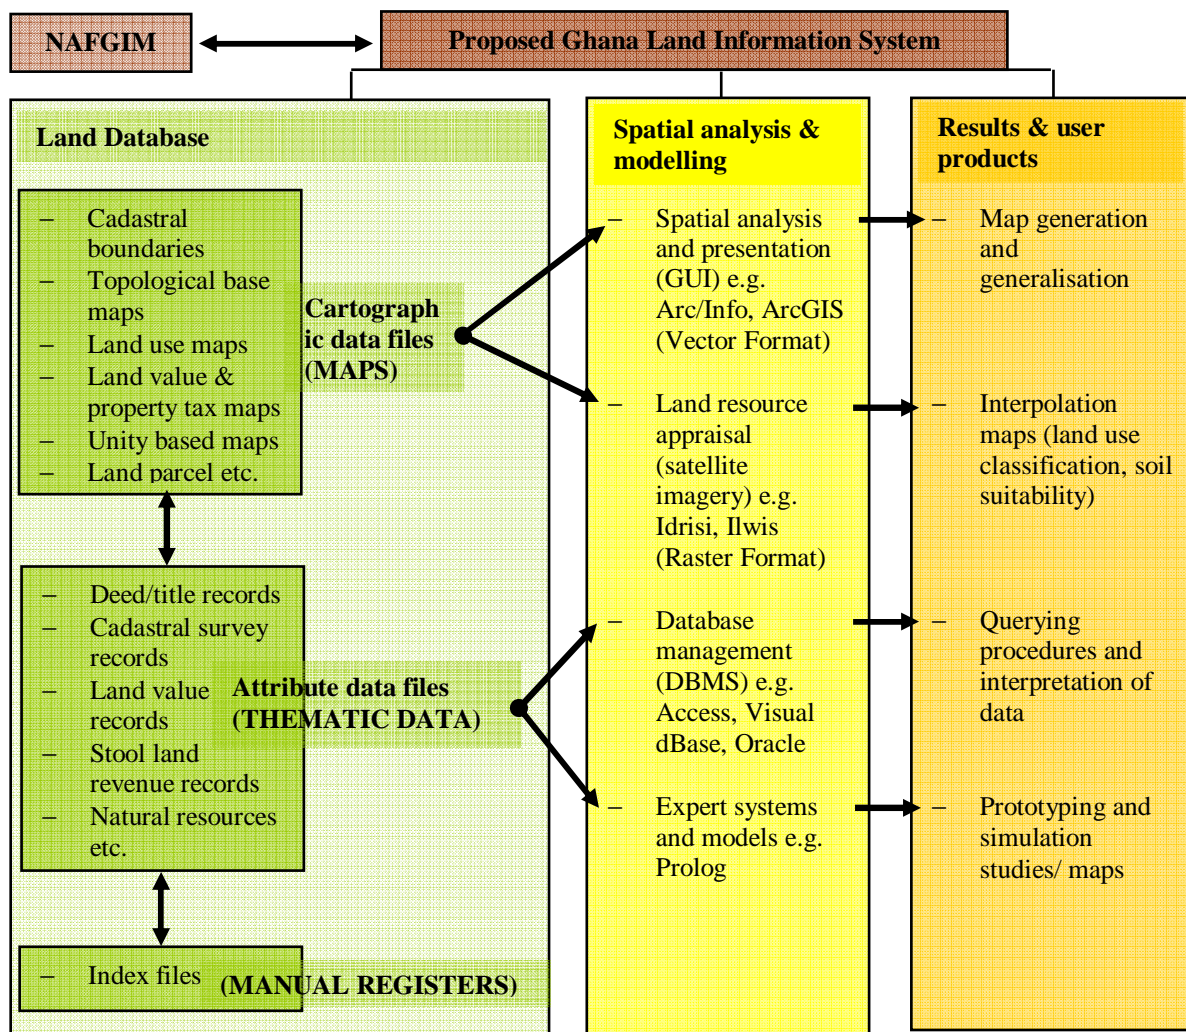 NAFGIM
Proposed Ghana Land Information System
Land Database
– Cadastral
boundaries
– Topological base
maps
– Land use maps
– Land value &
property tax maps
– Unity based maps
– Land parcel etc.
Cartograph
ic data files
(MAPS)
– Deed/title records
– Cadastral survey
records
– Land value
records
– Stool land
revenue records
– Natural resources
etc.
Attribute data files
(THEMATIC DATA)
– Index files
(MANUAL REGISTERS)
Spatial analysis &
modelling
– Spatial analysis
and presentation
(GUI) e.g.
Arc/Info, ArcGIS
(Vector Format)
– Land resource
appraisal
(satellite
imagery) e.g.
Idrisi, Ilwis
(Raster Format)
– Database
management
(DBMS) e.g.
Access, Visual
dBase, Oracle
– Expert systems
and models e.g.
Prolog
Results & user
products
– Map generation
and
generalisation
– Interpolation
maps (land use
classification, soil
suitability)
– Querying
procedures and
interpretation of
data
– Prototyping and
simulation
studies/ maps